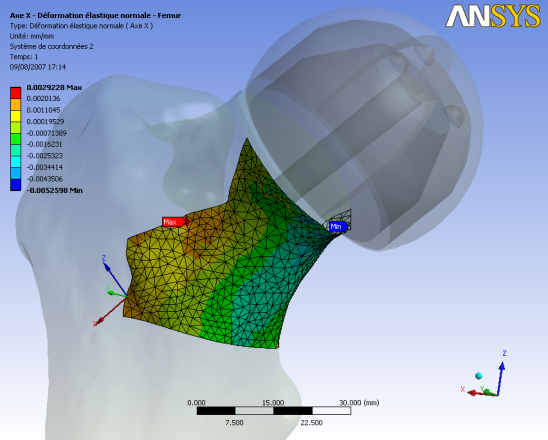 Axe X - Déformation élastique normale - Femur
Type: Déformation élastique normale ( Axe X )
Unité: mm/mm
Système de coordonnées 2
Temps: 1
09/08/2007 17:14
ANSYS
0.0029228 Max
0.0020136
0.0011045
0.00019529
-0.00071389
-0.0016231
-0.0025323
-0.0034414
-0.0043506
-0.0052598 Min
Max
Min
Z
Y
X
Z
X
Y
0.000 15.000 30.000 (mm)
7.500 22.500